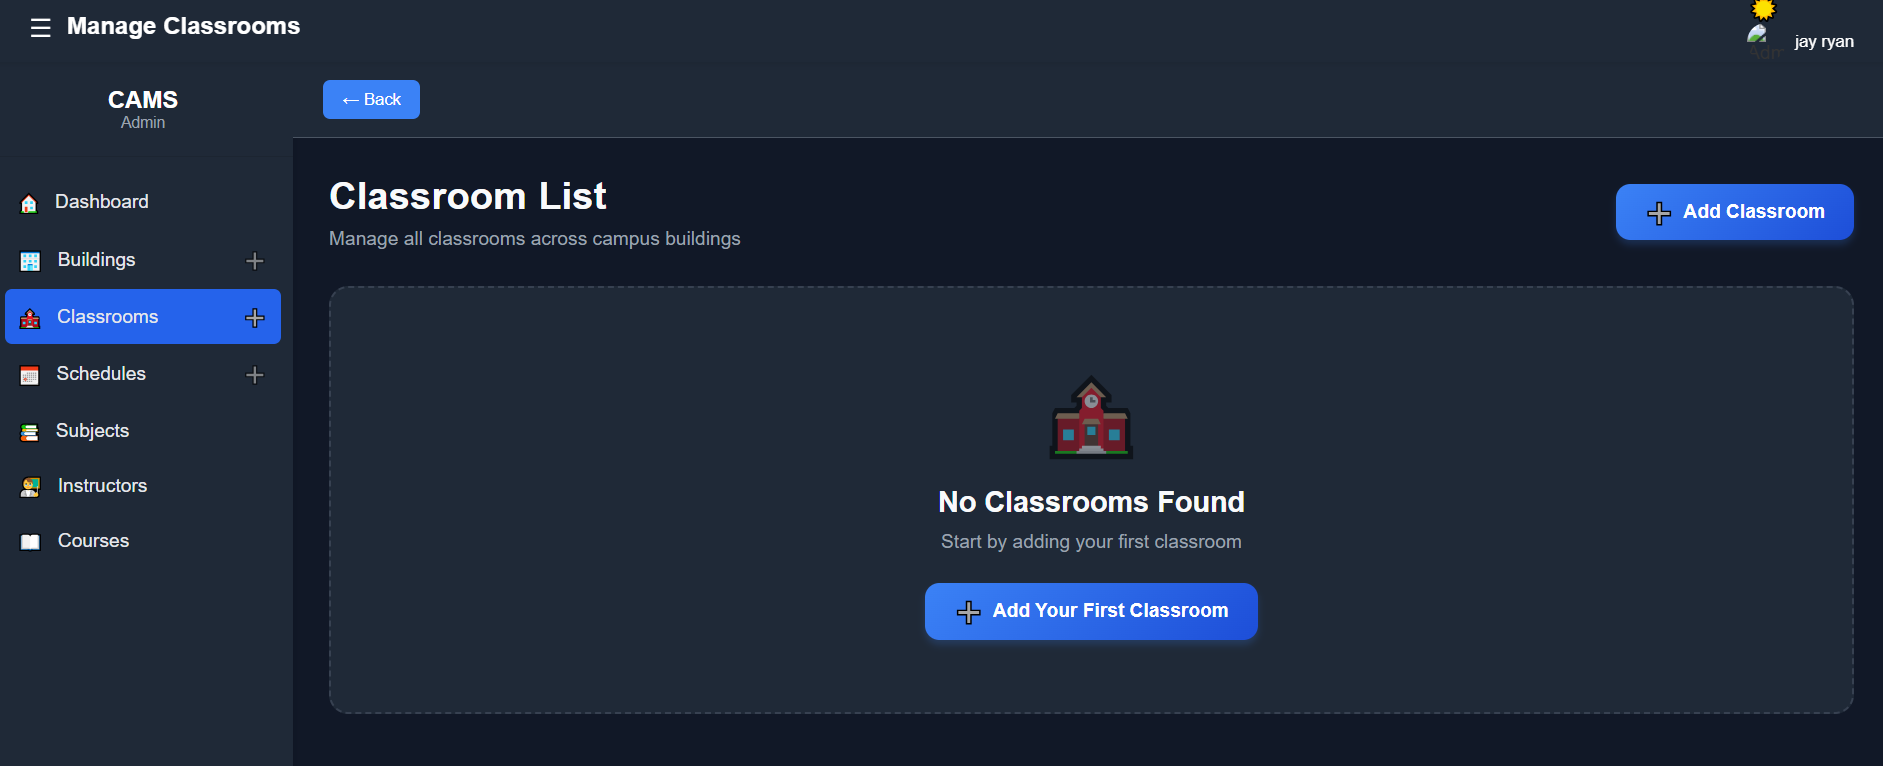 ☰ Manage Classrooms
jay ryan
CAMS
Admin
← Back
Dashboard
Buildings
Classrooms
Schedules
Subjects
Instructors
Courses
Classroom List
Manage all classrooms across campus buildings
Add Classroom
No Classrooms Found
Start by adding your first classroom
Add Your First Classroom